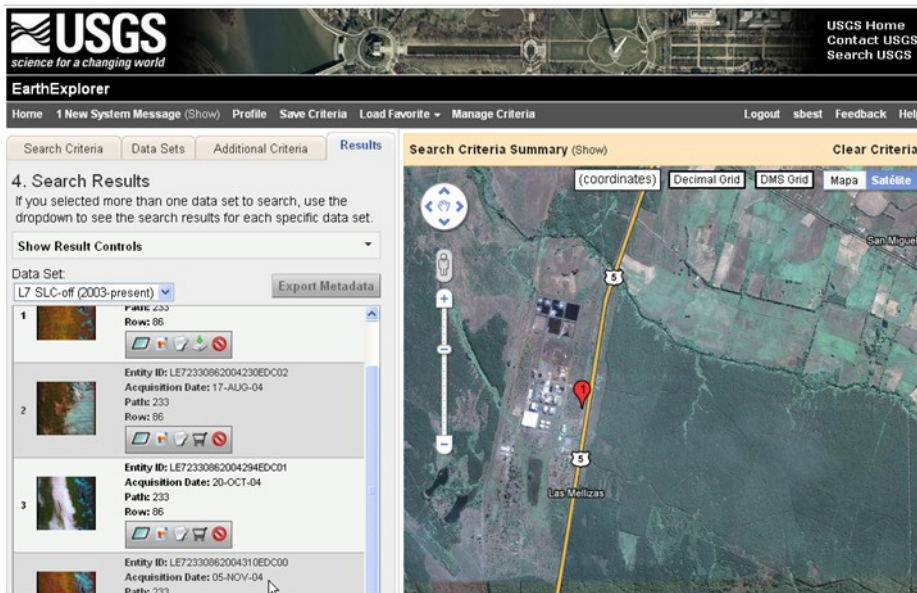 USGS
science for a changing world
USGS Home
Contact USGS
Search USGS
EarthExplorer
Home 1 New System Message (Show) Profile Save Criteria Load Favorite Manage Criteria Logout sbest Feedback Help
Search Criteria Data Sets Additional Criteria Results
4. Search Results
If you selected more than one data set to search, use the
dropdown to see the search results for each specific data set.
Show Result Controls
Data Set:
L7 SLC-off (2003-present)
Export Metadata
1
Path: 233
Row: 86
2
Entity ID: LE72330862004230EDC02
Acquisition Date: 17-AUG-04
Path: 233
Row: 86
3
Entity ID: LE72330862004294EDC01
Acquisition Date: 20-OCT-04
Path: 233
Row: 86
Entity ID: LE72330862004310EDC00
Acquisition Date: 05-NOV-04
Path: 233
Search Criteria Summary (Show) Clear Criteria
(coordinates) Decimal Grid DMS Grid Mapa Satélite
San Miguel
5
1
5
Las Mellizas